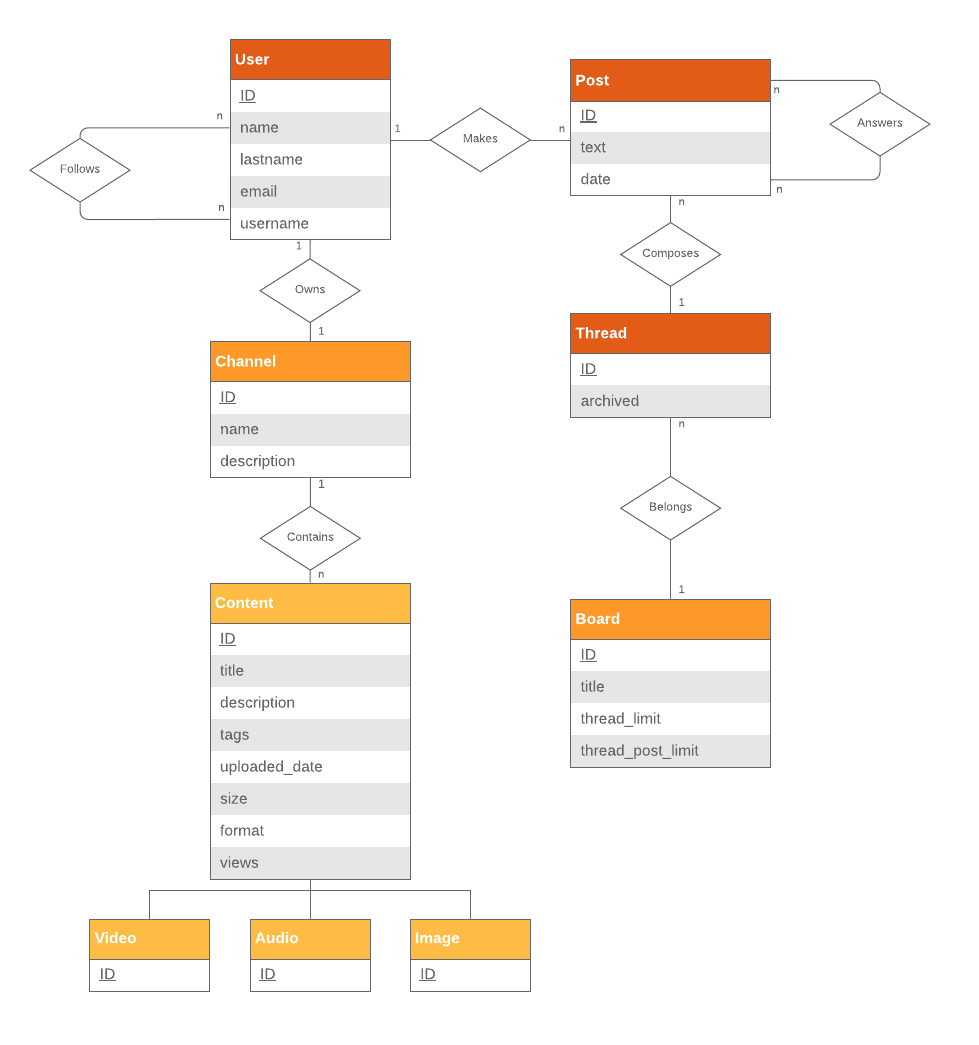 User
ID
name
lastname
email
username
n
n
Follows
1
Makes
n
Post
ID
text
date
n
n
Answers
1
Owns
1
Channel
ID
name
description
1
Contains
n
Content
ID
title
description
tags
uploaded_date
size
format
views
Video
ID
Audio
ID
Image
ID
n
Composes
1
Thread
ID
archived
n
Belongs
1
Board
ID
title
thread_limit
thread_post_limit